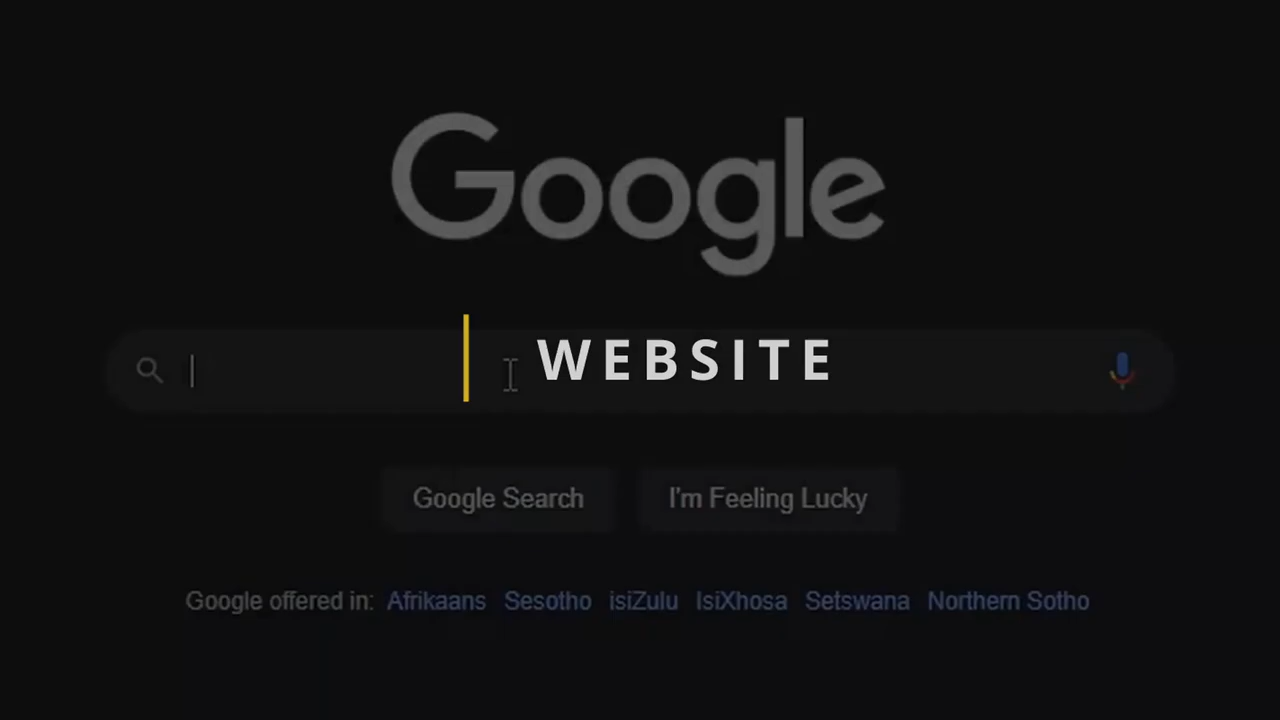 Google
WEBSITE
Google Search I'm Feeling Lucky
Google offered in: Afrikaans Sesotho isiZulu IsiXhosa Setswana Northern Sotho